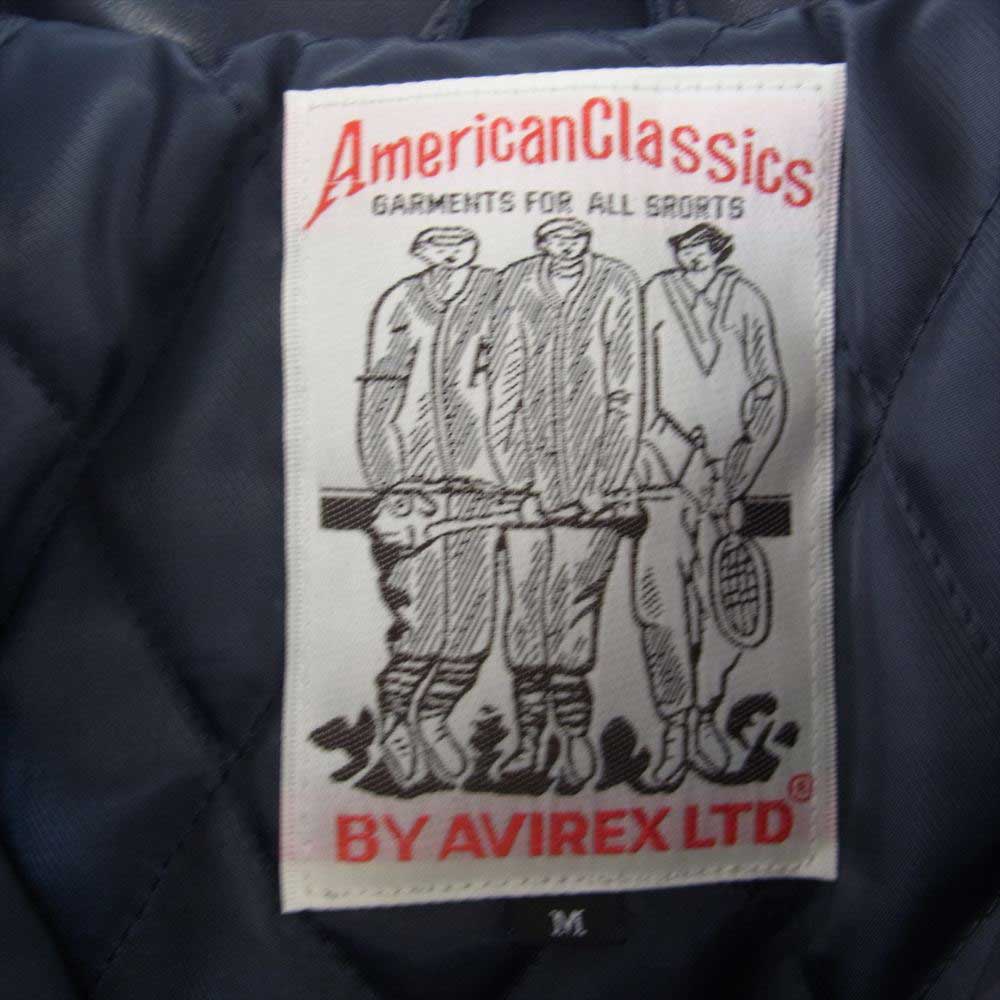 AmericanClassics
GARMENTS FOR ALL SRORTS
A
BY AVIREX LTD®
M